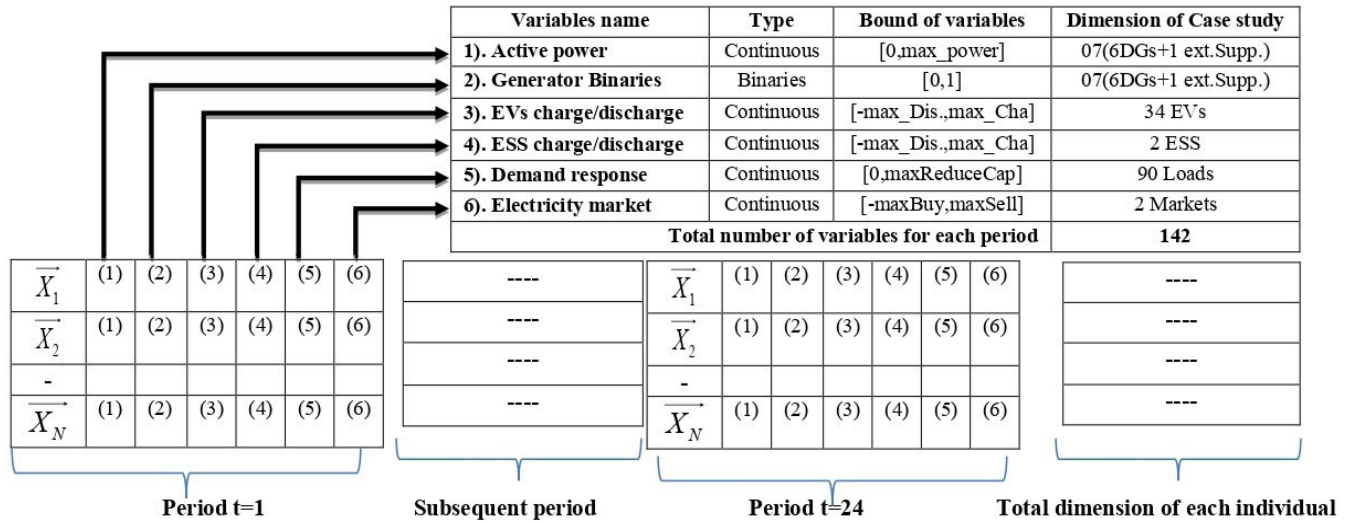 Variables name Type Bound of variables Dimension of Case study
1). Active power Continuous [0,max_power] 07(6DGs+1 ext.Supp.)
2). Generator Binaries Binaries [0,1] 07(6DGs+1 ext.Supp.)
3). EVs charge/discharge Continuous [-max_Dis.,max_Cha] 34 EVs
4). ESS charge/discharge Continuous [-max_Dis.,max_Cha] 2 ESS
5). Demand response Continuous [0,maxReduceCap] 90 Loads
6). Electricity market Continuous [-maxBuy,maxSell] 2 Markets
Total number of variables for each period 142
X₁ (1) (2) (3) (4) (5) (6) ---- X₁ (1) (2) (3) (4) (5) (6) ----
X₂ (1) (2) (3) (4) (5) (6) ---- X₂ (1) (2) (3) (4) (5) (6) ----
- ---- - ----
X_N (1) (2) (3) (4) (5) (6) ---- X_N (1) (2) (3) (4) (5) (6) ----
Period t=1 Subsequent period Period t=24 Total dimension of each individual